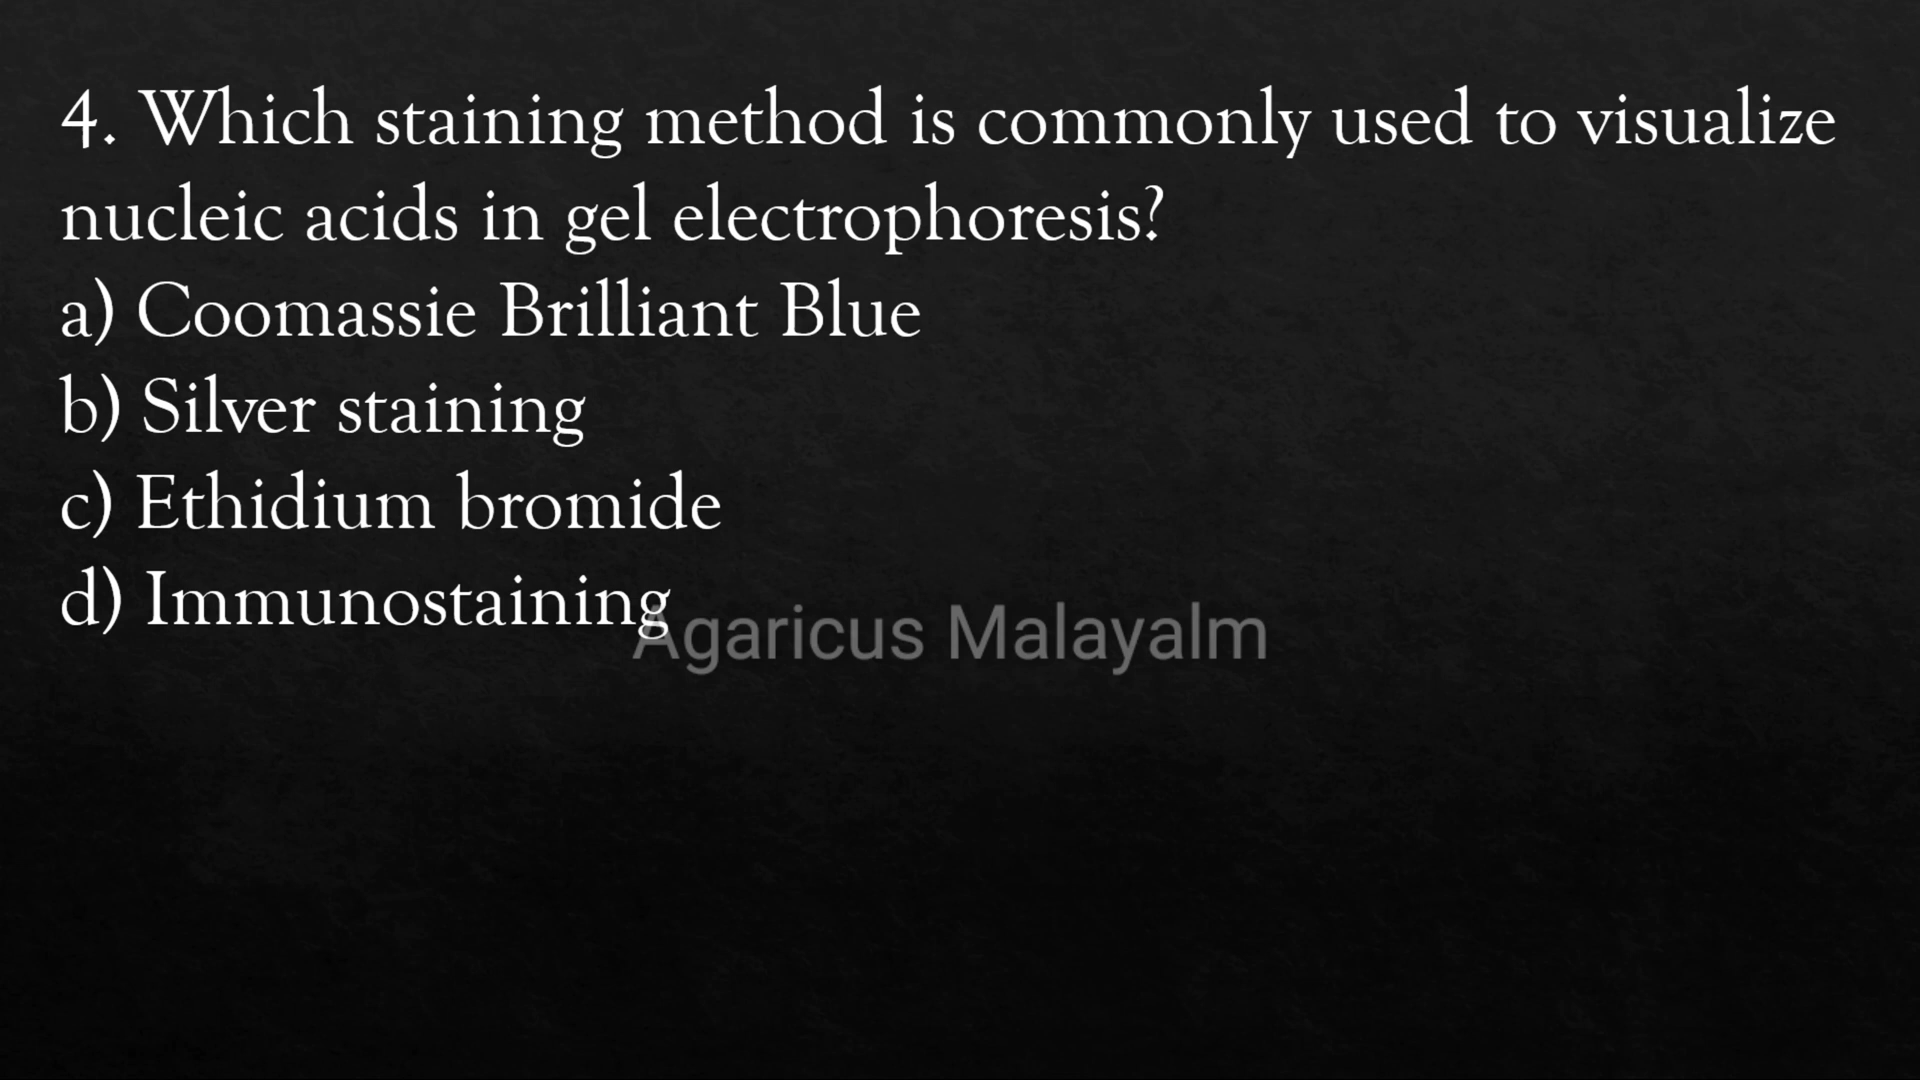 4. Which staining method is commonly used to visualize
nucleic acids in gel electrophoresis?
a) Coomassie Brilliant Blue
b) Silver staining
c) Ethidium bromide
d) Immunostaining
Agaricus Malayalm